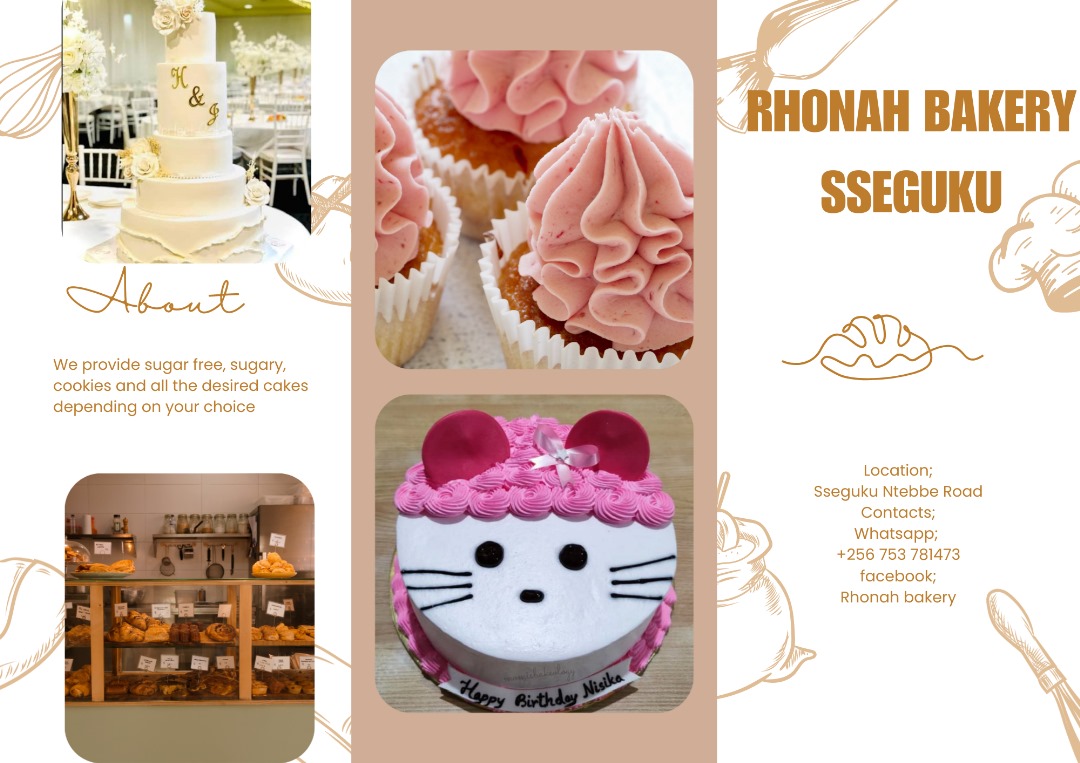 H
&
J
About
We provide sugar free, sugary,
cookies and all the desired cakes
depending on your choice
Happy Birthday Nisika
RHONAH BAKERY
SSEGUKU
Location;
Sseguku Ntebbe Road
Contacts;
Whatsapp;
+256 753 781473
facebook;
Rhonah bakery